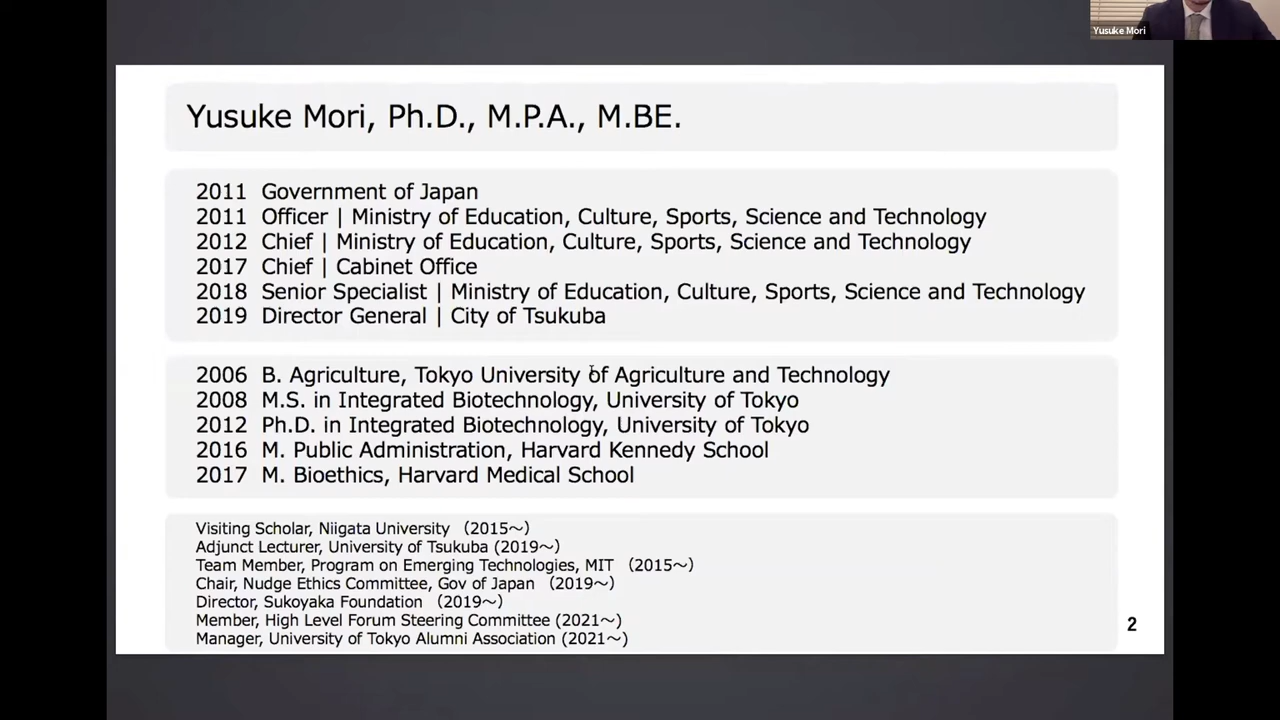 Yusuke Mori
Yusuke Mori, Ph.D., M.P.A., M.BE.
2011 Government of Japan
2011 Officer | Ministry of Education, Culture, Sports, Science and Technology
2012 Chief | Ministry of Education, Culture, Sports, Science and Technology
2017 Chief | Cabinet Office
2018 Senior Specialist | Ministry of Education, Culture, Sports, Science and Technology
2019 Director General | City of Tsukuba
2006 B. Agriculture, Tokyo University of Agriculture and Technology
2008 M.S. in Integrated Biotechnology, University of Tokyo
2012 Ph.D. in Integrated Biotechnology, University of Tokyo
2016 M. Public Administration, Harvard Kennedy School
2017 M. Bioethics, Harvard Medical School
Visiting Scholar, Niigata University （2015～）
Adjunct Lecturer, University of Tsukuba (2019～)
Team Member, Program on Emerging Technologies, MIT （2015～）
Chair, Nudge Ethics Committee, Gov of Japan （2019～）
Director, Sukoyaka Foundation （2019～）
Member, High Level Forum Steering Committee (2021～)
Manager, University of Tokyo Alumni Association (2021～)
2